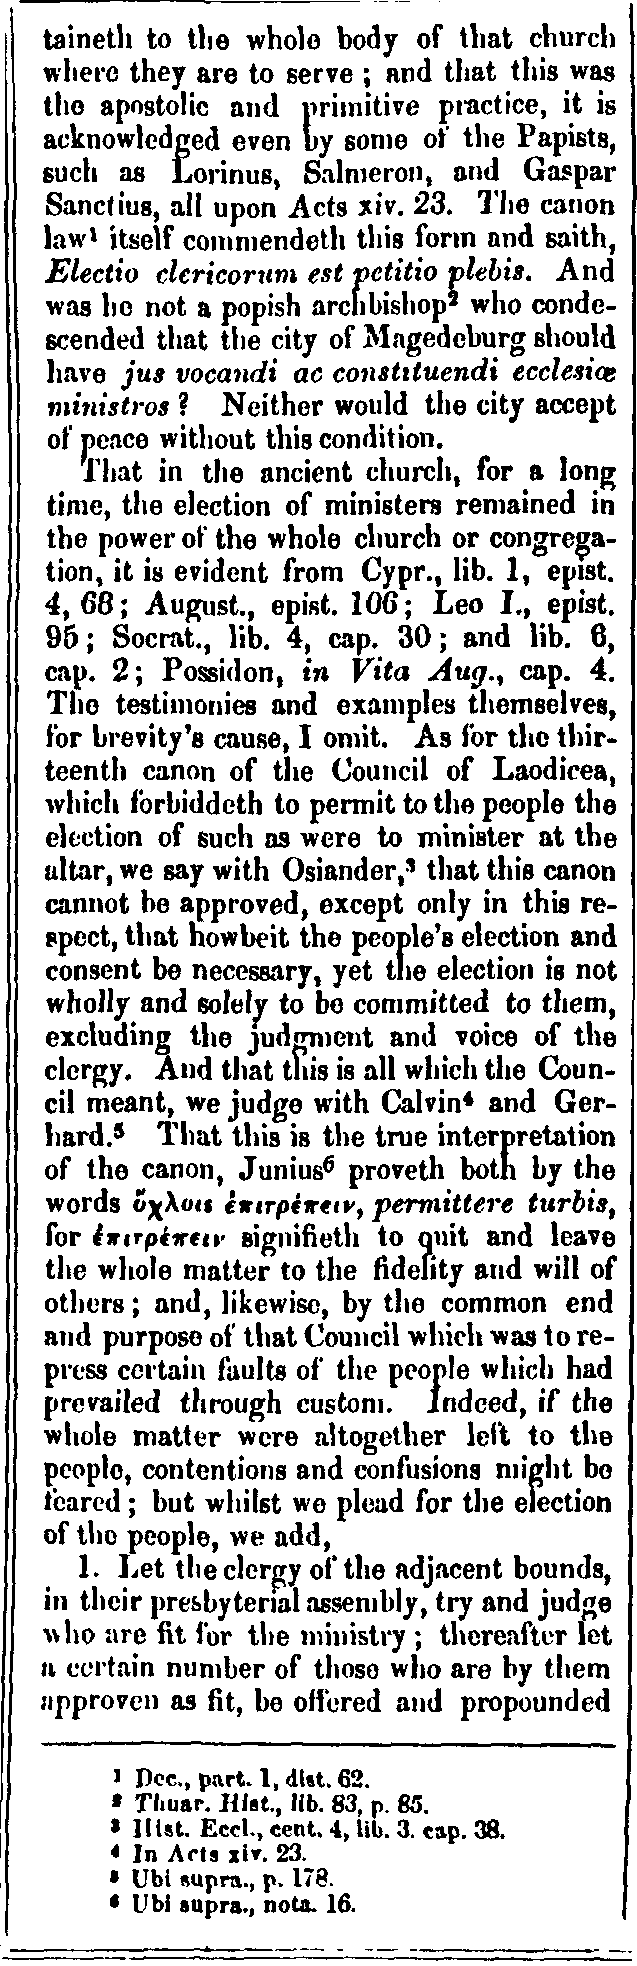 taineth to the whole body of that church
where they are to serve ; and that this was
the apostolic and primitive practice, it is
acknowledged even by some of the Papists,
such as Lorinus, Salmeron, and Gaspar
Sanctius, all upon Acts xiv. 23. The canon
law¹ itself commendeth this form and saith,
Electio clericorum est petitio plebis. And
was he not a popish archbishop² who conde-
scended that the city of Magedeburg should
have jus vocandi ac constituendi ecclesiæ
ministros ? Neither would the city accept
of peace without this condition.
That in the ancient church, for a long
time, the election of ministers remained in
the power of the whole church or congrega-
tion, it is evident from Cypr., lib. 1, epist.
4, 68 ; August., epist. 106 ; Leo I., epist.
95 ; Socrat., lib. 4, cap. 30 ; and lib. 6,
cap. 2 ; Possidon, in Vita Aug., cap. 4.
The testimonies and examples themselves,
for brevity's cause, I omit. As for the thir-
teenth canon of the Council of Laodicea,
which forbiddeth to permit to the people the
election of such as were to minister at the
altar, we say with Osiander,³ that this canon
cannot be approved, except only in this re-
spect, that howbeit the people's election and
consent be necessary, yet the election is not
wholly and solely to be committed to them,
excluding the judgment and voice of the
clergy. And that this is all which the Coun-
cil meant, we judge with Calvin⁴ and Ger-
hard.⁵ That this is the true interpretation
of the canon, Junius⁶ proveth both by the
words ὄχλοις ἐπιτρέπειν, permittere turbis,
for ἐπιτρέπειν signifieth to quit and leave
the whole matter to the fidelity and will of
others ; and, likewise, by the common end
and purpose of that Council which was to re-
press certain faults of the people which had
prevailed through custom. Indeed, if the
whole matter were altogether left to the
people, contentions and confusions might be
feared ; but whilst we plead for the election
of the people, we add,
1. Let the clergy of the adjacent bounds,
in their presbyterial assembly, try and judge
who are fit for the ministry ; thereafter let
a certain number of those who are by them
approven as fit, be offered and propounded
¹ Dec., part. 1, dist. 62.
² Thuar. Hist., lib. 83, p. 85.
³ Hist. Eccl., cent. 4, lib. 3. cap. 38.
⁴ In Acts xiv. 23.
⁵ Ubi supra., p. 178.
⁶ Ubi supra., nota. 16.